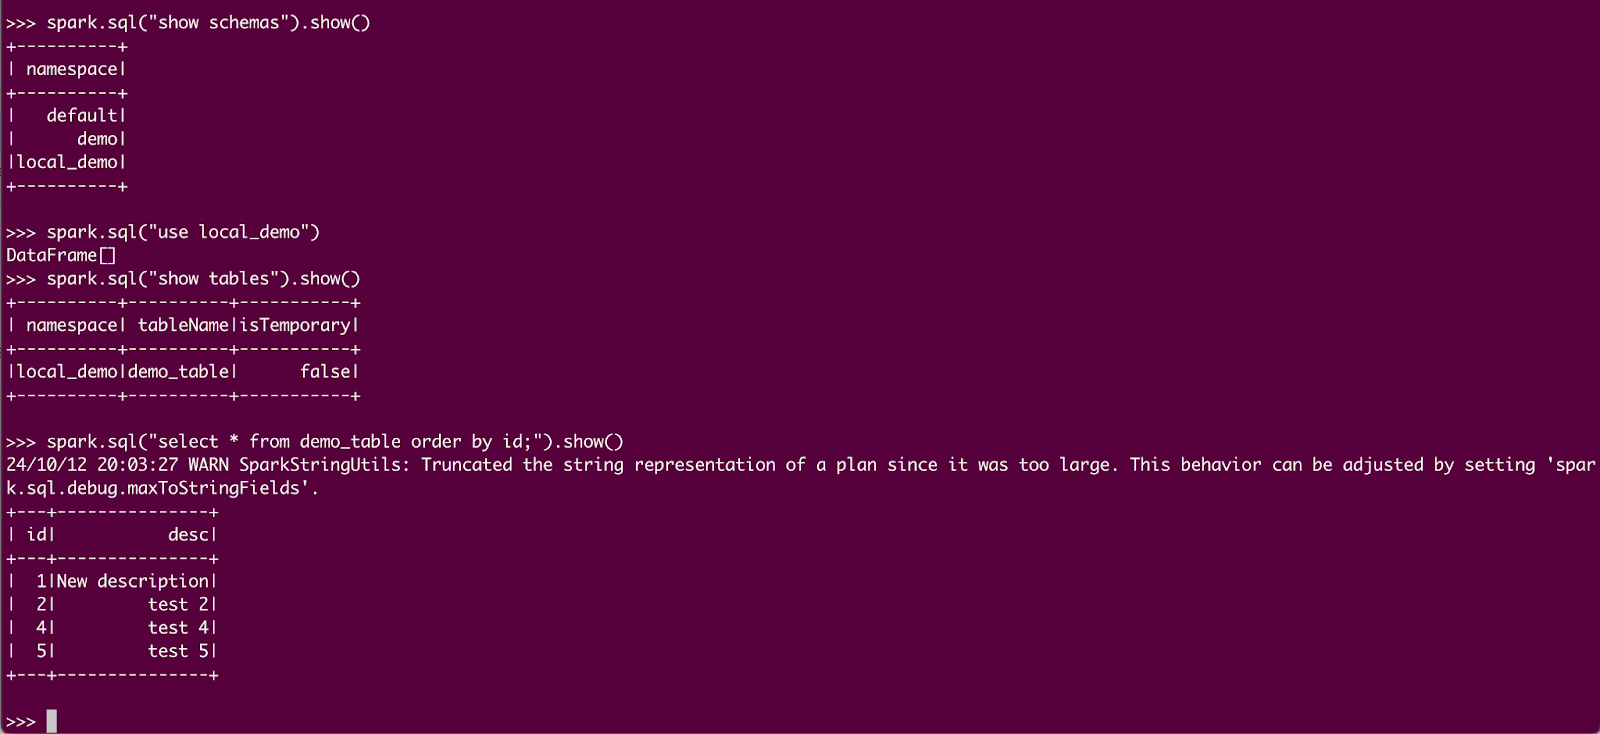 >>> spark.sql("show schemas").show()
+----------+
| namespace|
+----------+
|   default|
|      demo|
|local_demo|
+----------+
>>> spark.sql("use local_demo")
DataFrame[]
>>> spark.sql("show tables").show()
+----------+----------+-----------+
| namespace| tableName|isTemporary|
+----------+----------+-----------+
|local_demo|demo_table|      false|
+----------+----------+-----------+
>>> spark.sql("select * from demo_table order by id;").show()
24/10/12 20:03:27 WARN SparkStringUtils: Truncated the string representation of a plan since it was too large. This behavior can be adjusted by setting 'spar
k.sql.debug.maxToStringFields'.
+---+---------------+
| id|           desc|
+---+---------------+
|  1|New description|
|  2|         test 2|
|  4|         test 4|
|  5|         test 5|
+---+---------------+
>>>